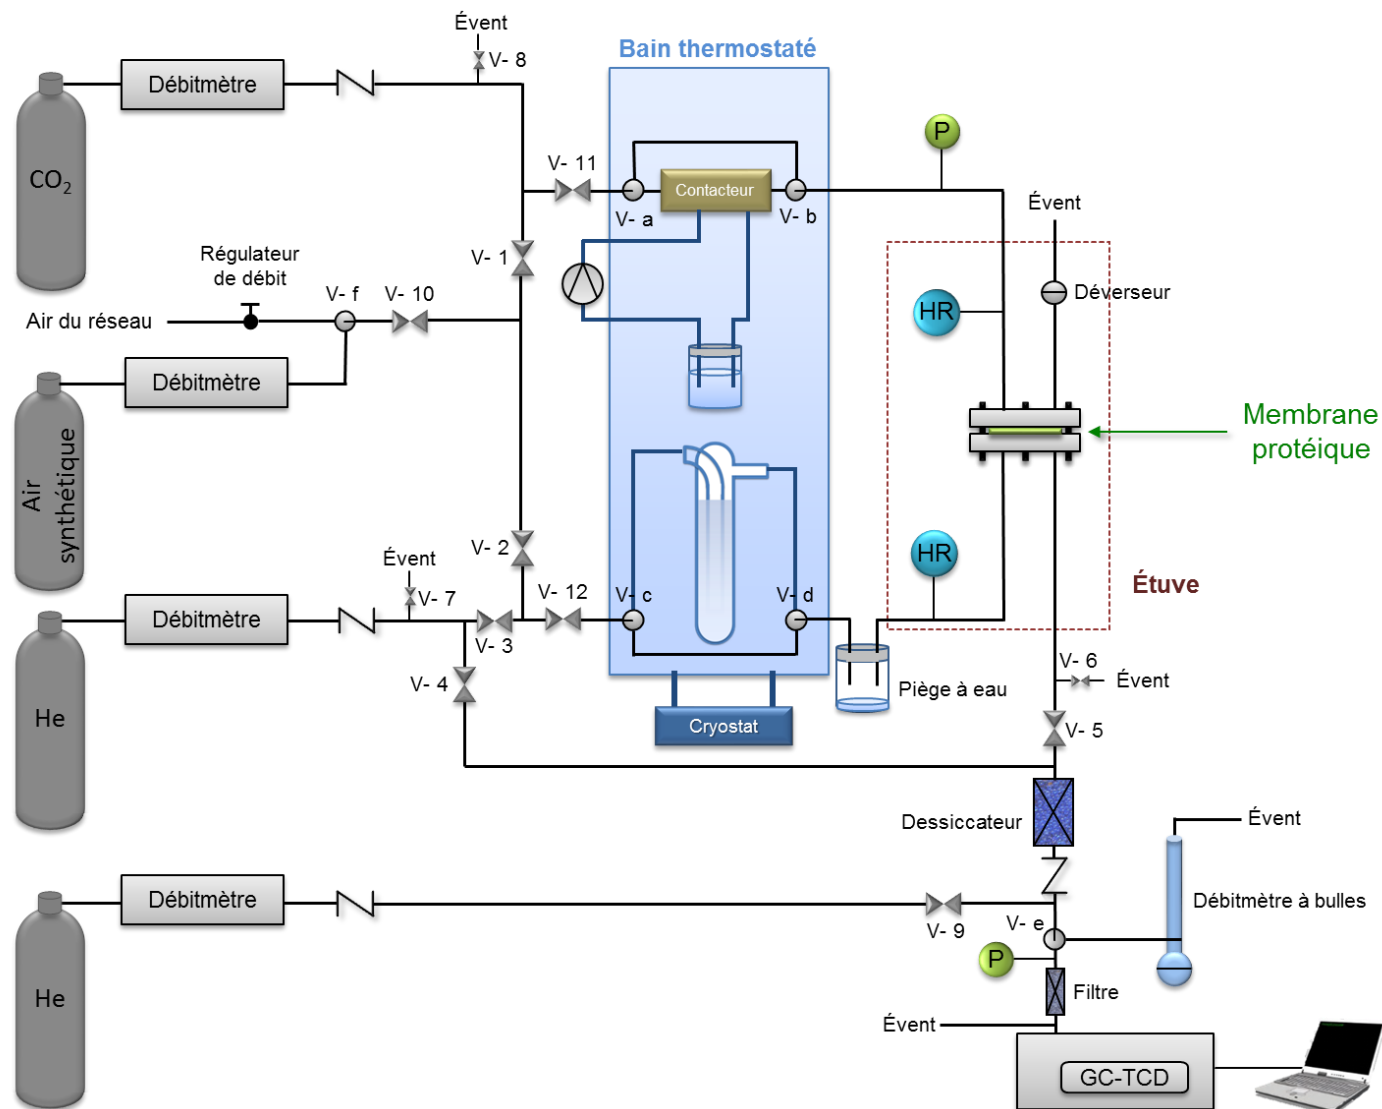 Évent
V- 8
Bain thermostaté
Débitmètre
P
CO2
V- 11
Contacteur
V- a
V- b
Évent
V- 1
Régulateur
de débit
V- f
V- 10
Air du réseau
HR
Déverseur
Débitmètre
Membrane
protéique
Air
synthétique
V- 2
HR
Étuve
Évent
V- 7
V- 12
V- c
V- d
Débitmètre
V- 3
V- 4
V- 6
Évent
Piège à eau
He
Cryostat
V- 5
Dessiccateur
Évent
Débitmètre
Débitmètre à bulles
V- 9
V- e
P
He
Filtre
Évent
GC-TCD